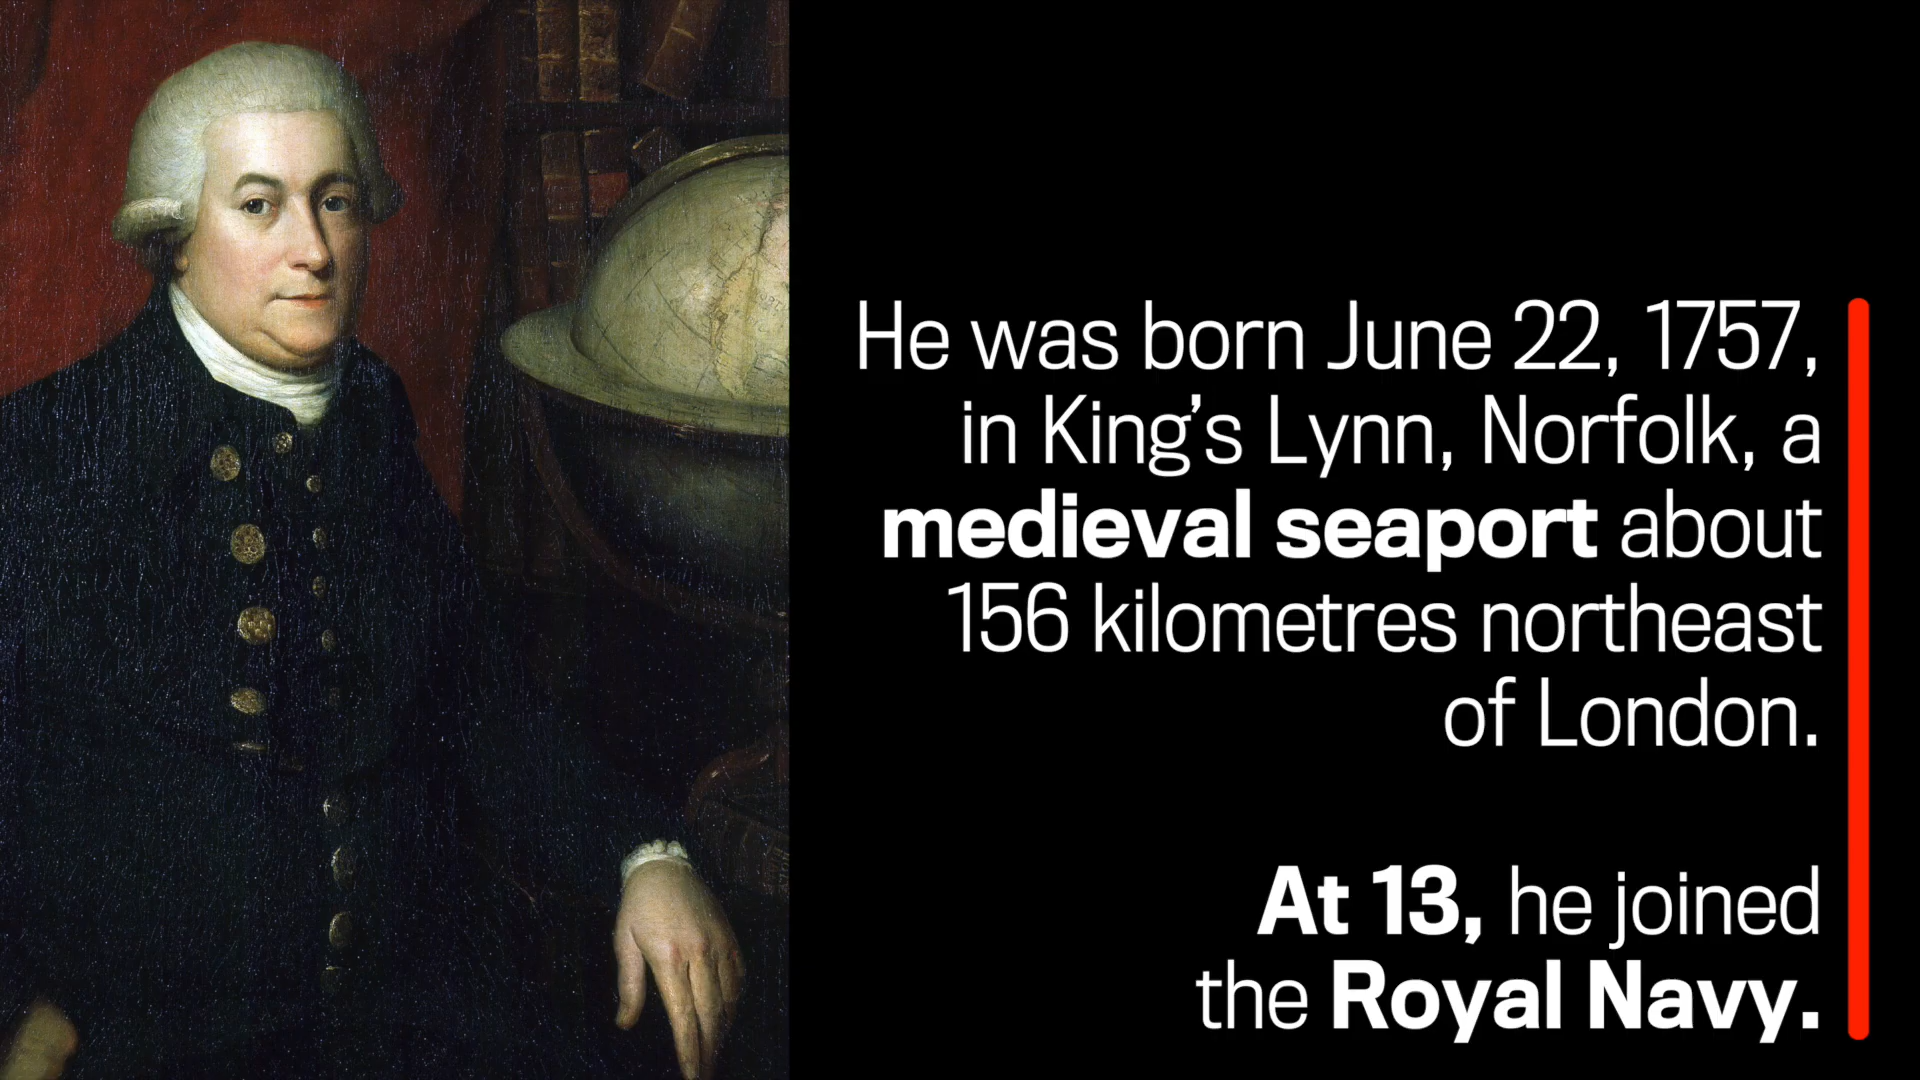 He was born June 22, 1757,
in King’s Lynn, Norfolk, a
medieval seaport about
156 kilometres northeast
of London.
At 13, he joined
the Royal Navy.